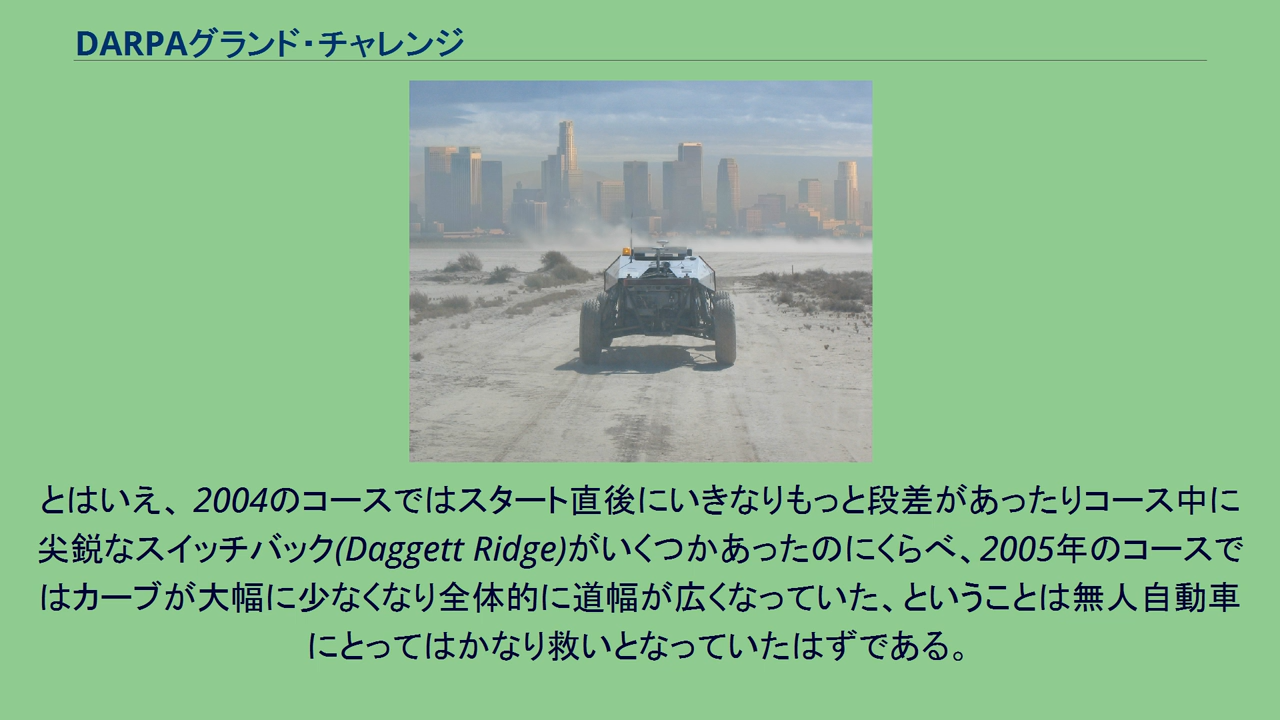 DARPAグランド・チャレンジ
とはいえ、2004のコースではスタート直後にいきなりもっと段差があったりコース中に
尖鋭なスイッチバック(Daggett Ridge)がいくつかあったのにくらべ、2005年のコースで
はカーブが大幅に少なくなり全体的に道幅が広くなっていた、ということは無人自動車
にとってはかなり救いとなっていたはずである。